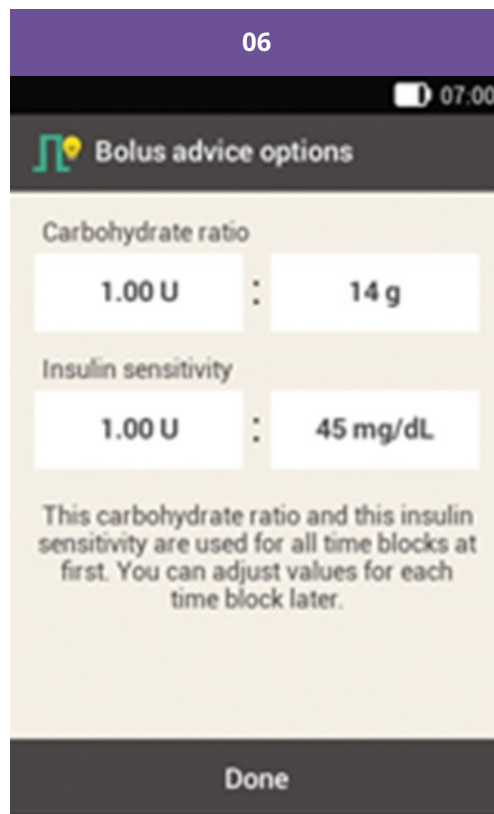 06
07:00
Bolus advice options
Carbohydrate ratio
1.00 U : 14 g
Insulin sensitivity
1.00 U : 45 mg/dL
This carbohydrate ratio and this insulin
sensitivity are used for all time blocks at
first. You can adjust values for each
time block later.
Done